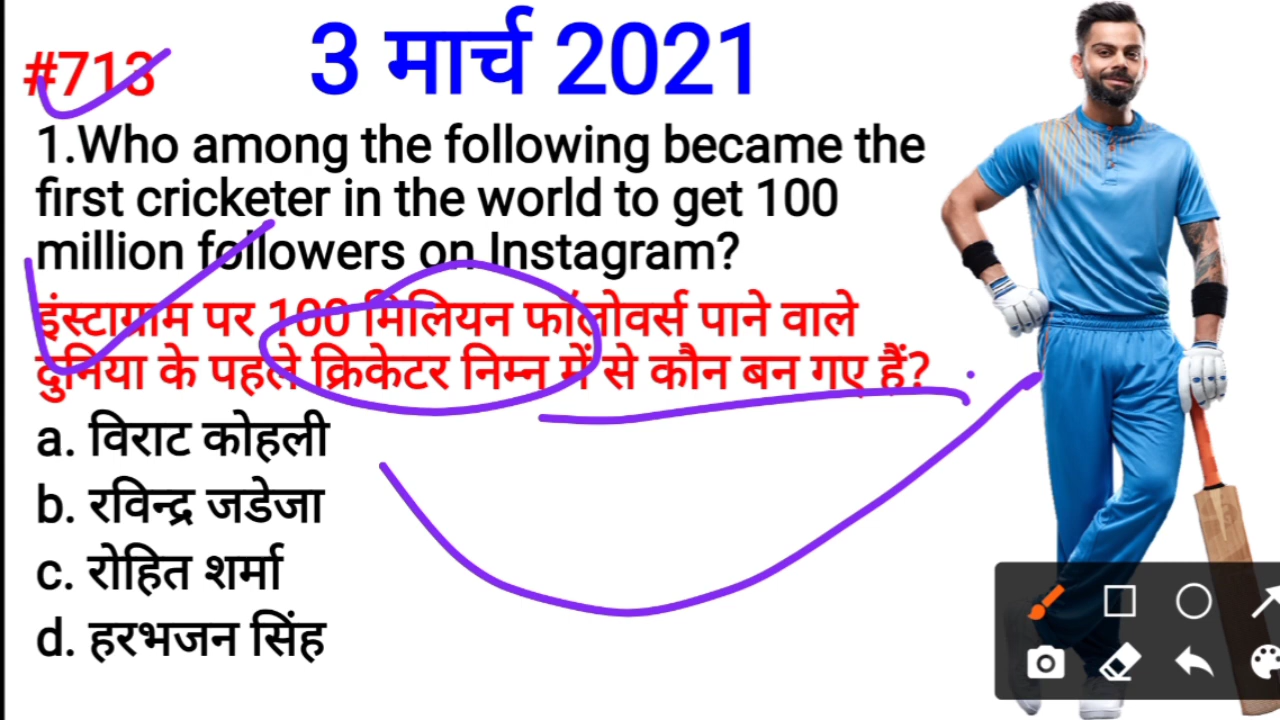 #713
3 मार्च 2021
1.Who among the following became the
first cricketer in the world to get 100
million followers on Instagram?
इंस्टाग्राम पर 100 मिलियन फॉलोवर्स पाने वाले
दुनिया के पहले क्रिकेटर निम्न में से कौन बन गए हैं?
a. विराट कोहली
b. रविन्द्र जडेजा
c. रोहित शर्मा
d. हरभजन सिंह